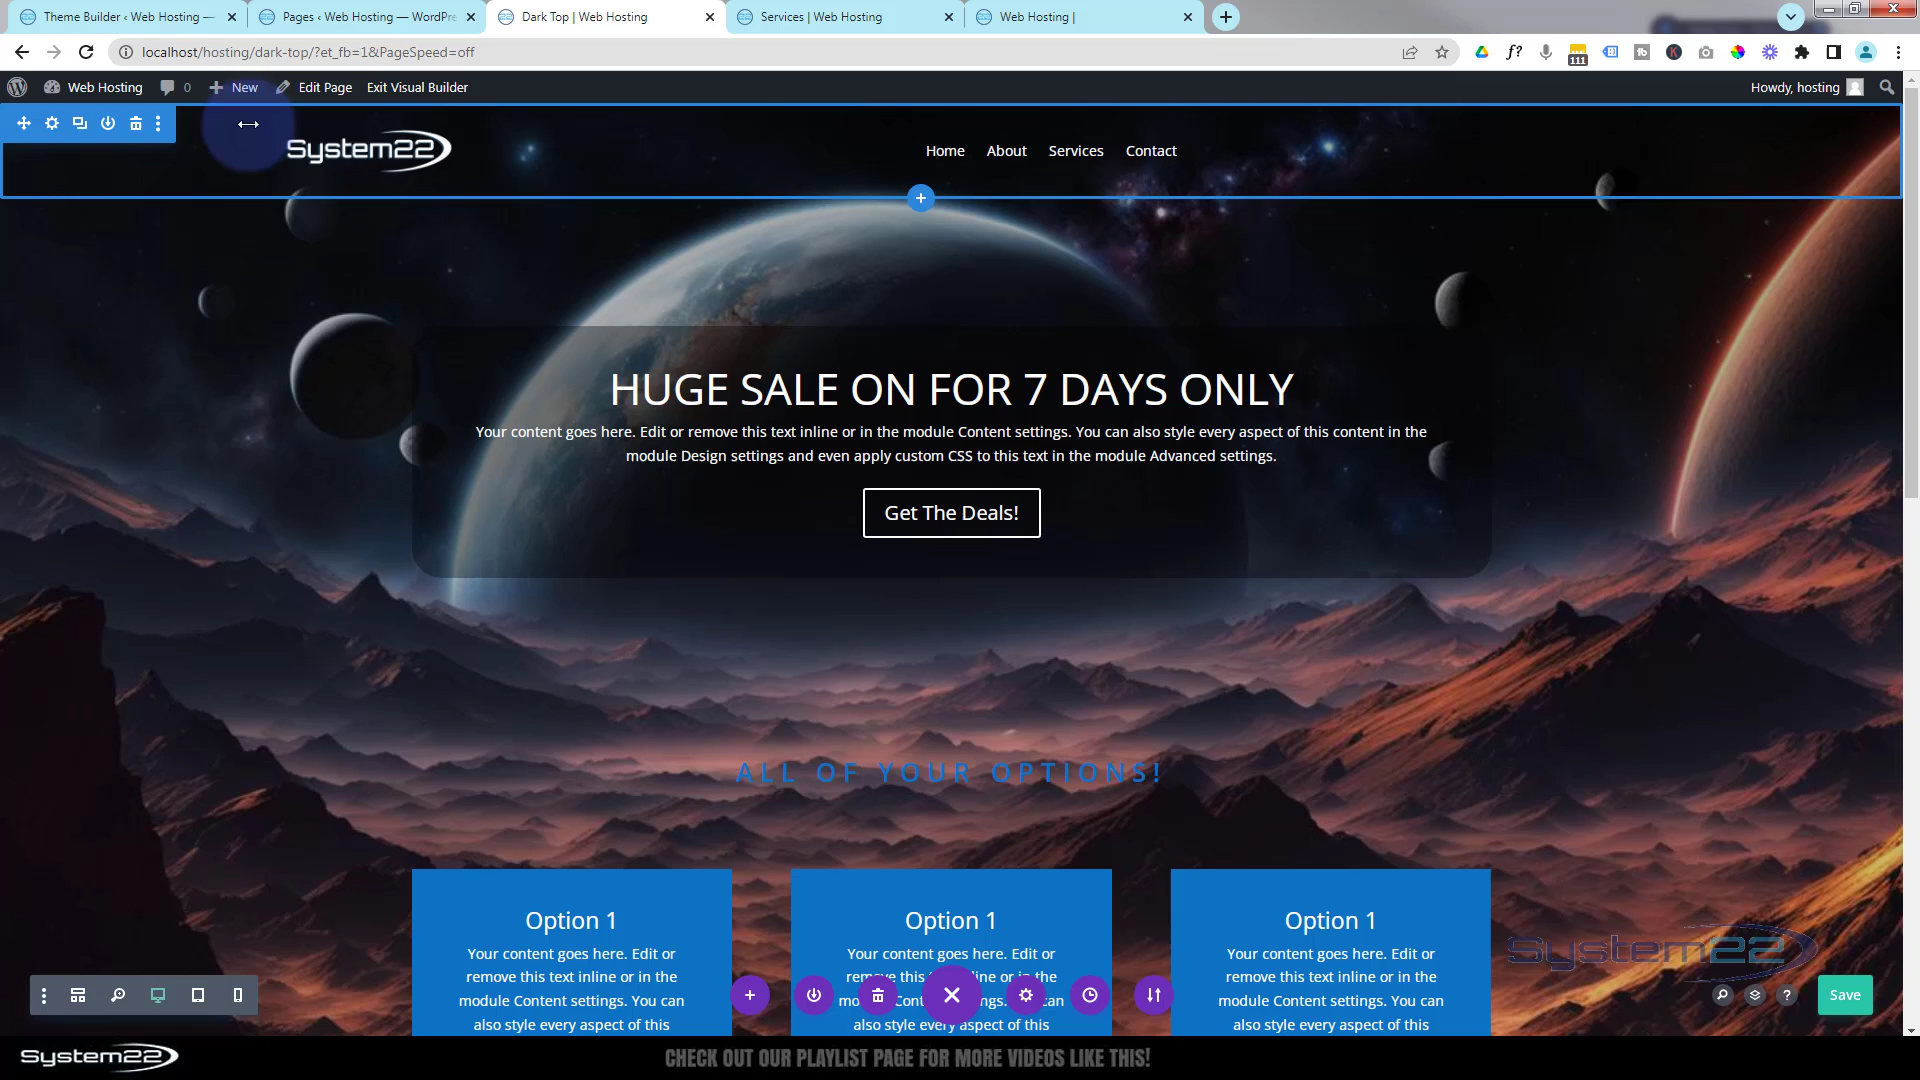 Theme Builder ‹ Web Hosting —
Pages ‹ Web Hosting — WordPre
Dark Top | Web Hosting
Services | Web Hosting
Web Hosting |
localhost/hosting/dark-top/?et_fb=1&PageSpeed=off
111
Web Hosting
0
New
Edit Page
Exit Visual Builder
Howdy, hosting
System22
Home
About
Services
Contact
HUGE SALE ON FOR 7 DAYS ONLY
Your content goes here. Edit or remove this text inline or in the module Content settings. You can also style every aspect of this content in the
module Design settings and even apply custom CSS to this text in the module Advanced settings.
Get The Deals!
ALL OF YOUR OPTIONS!
Option 1
Your content goes here. Edit or
remove this text inline or in the
module Content settings. You can
also style every aspect of this
Option 1
Your content goes here. Edit or
remove this text inline or in the
also style every aspect of this
Option 1
Your content goes here. Edit or
remove this text inline or in the
module Content settings. You can
also style every aspect of this
System22
Save
System22
CHECK OUT OUR PLAYLIST PAGE FOR MORE VIDEOS LIKE THIS!